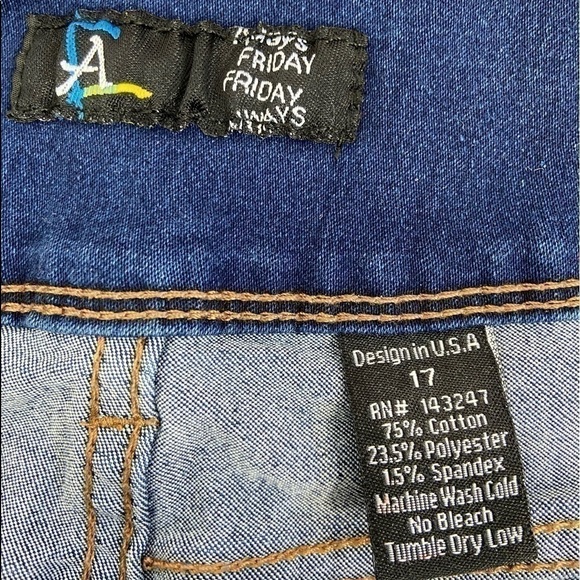 A
FRIDAY
FRIDAY
Design in U.S.A
17
RN# 143247
75% Cotton
23.5% Polyester
1.5% Spandex
Machine Wash Cold
No Bleach
Tumble Dry Low